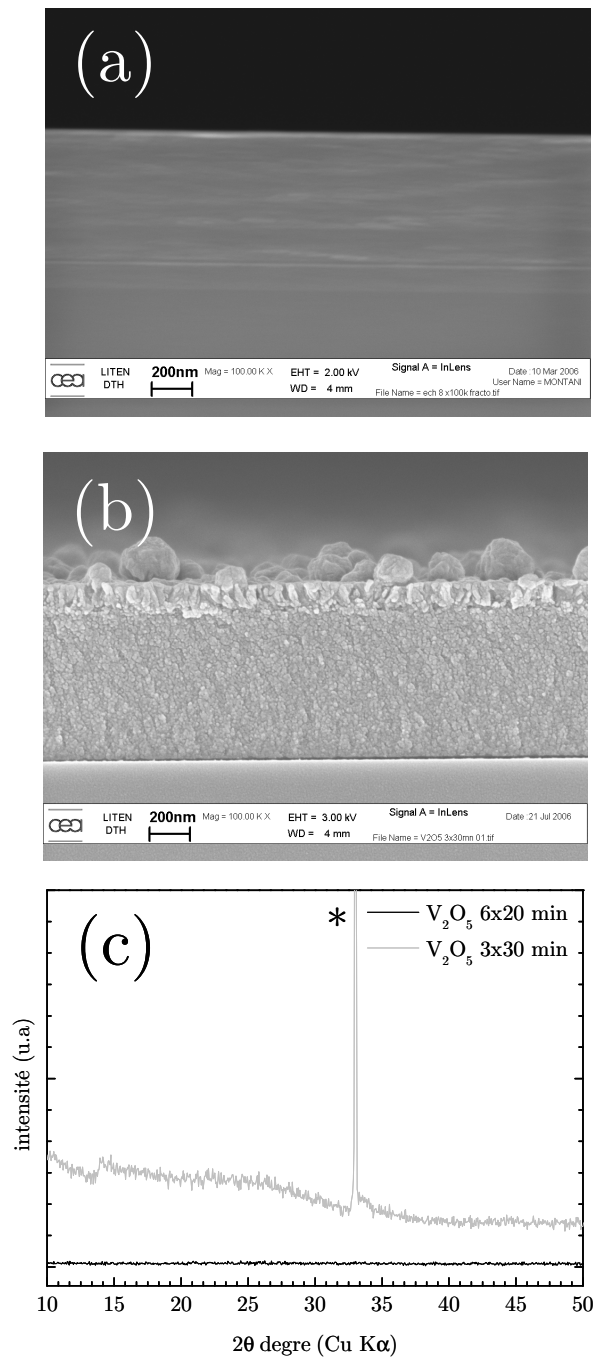 (a)
cea LITEN DTH 200nm Mag = 100.00 K X EHT = 2.00 kV WD = 4 mm Signal A = InLens File Name = ech 8 x100k fracto.tif Date :10 Mar 2006 User Name = MONTANI
(b)
cea LITEN DTH 200nm Mag = 100.00 K X EHT = 3.00 kV WD = 4 mm Signal A = InLens File Name = V2O5 3x30mn 01.tif Date :21 Jul 2006
(c)
* V₂O₅ 6x20 min
V₂O₅ 3x30 min
intensité (u.a)
10 15 20 25 30 35 40 45 50
2θ degre (Cu Kα)